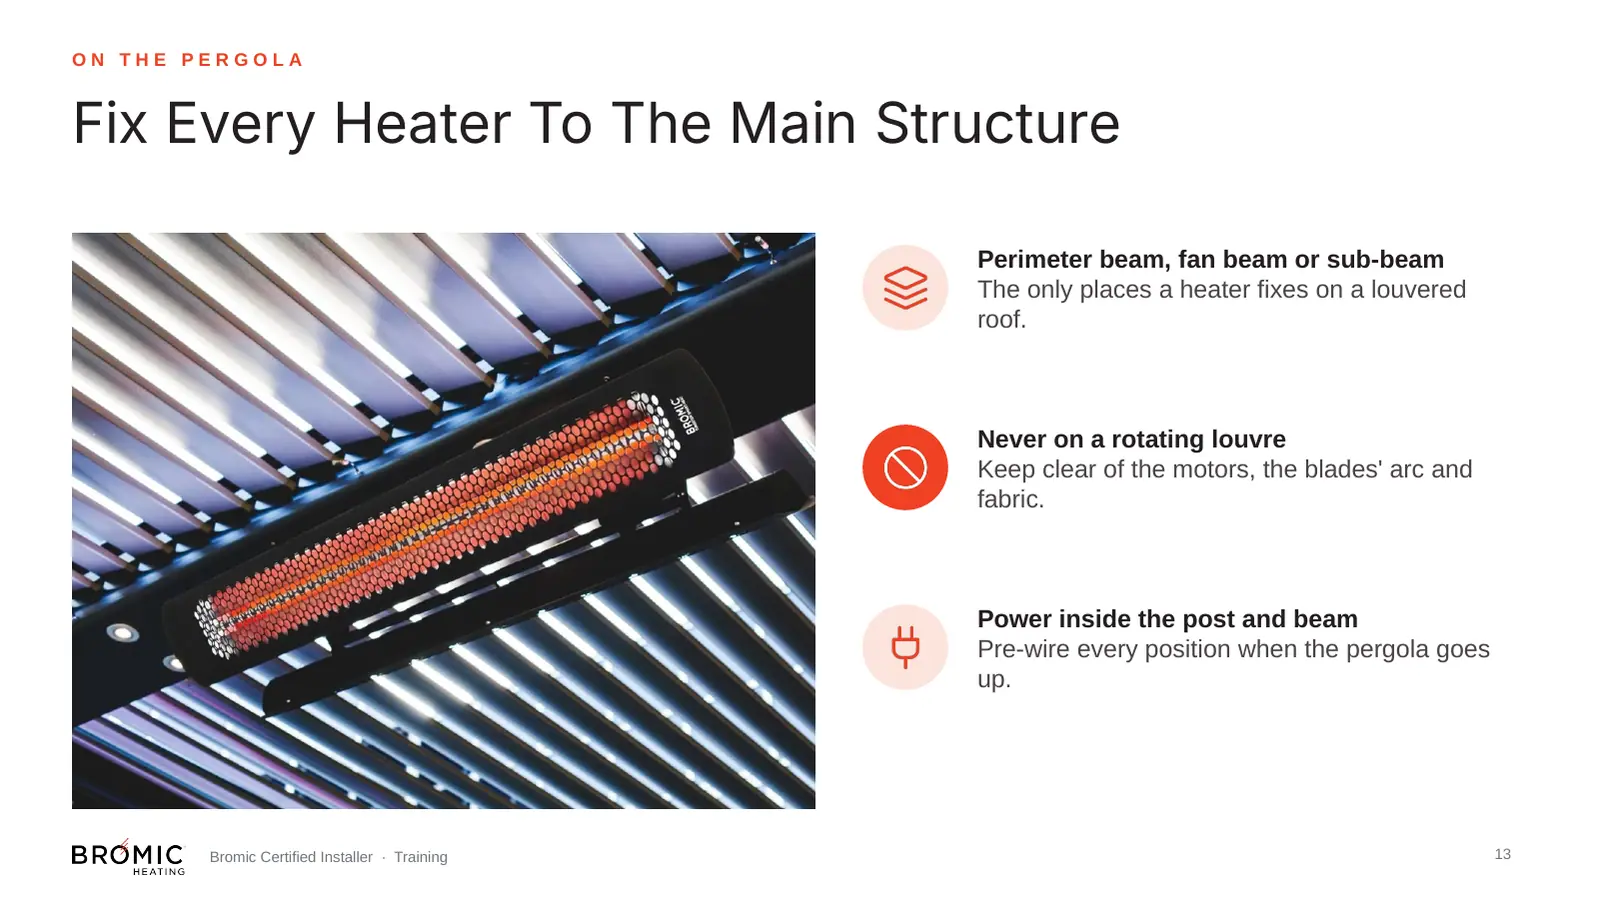 ON THE PERGOLA
Fix Every Heater To The Main Structure
BROMIC
Perimeter beam, fan beam or sub-beam
The only places a heater fixes on a louvered
roof.
Never on a rotating louvre
Keep clear of the motors, the blades' arc and
fabric.
Power inside the post and beam
Pre-wire every position when the pergola goes
up.
BROMIC
HEATING
Bromic Certified Installer · Training
13